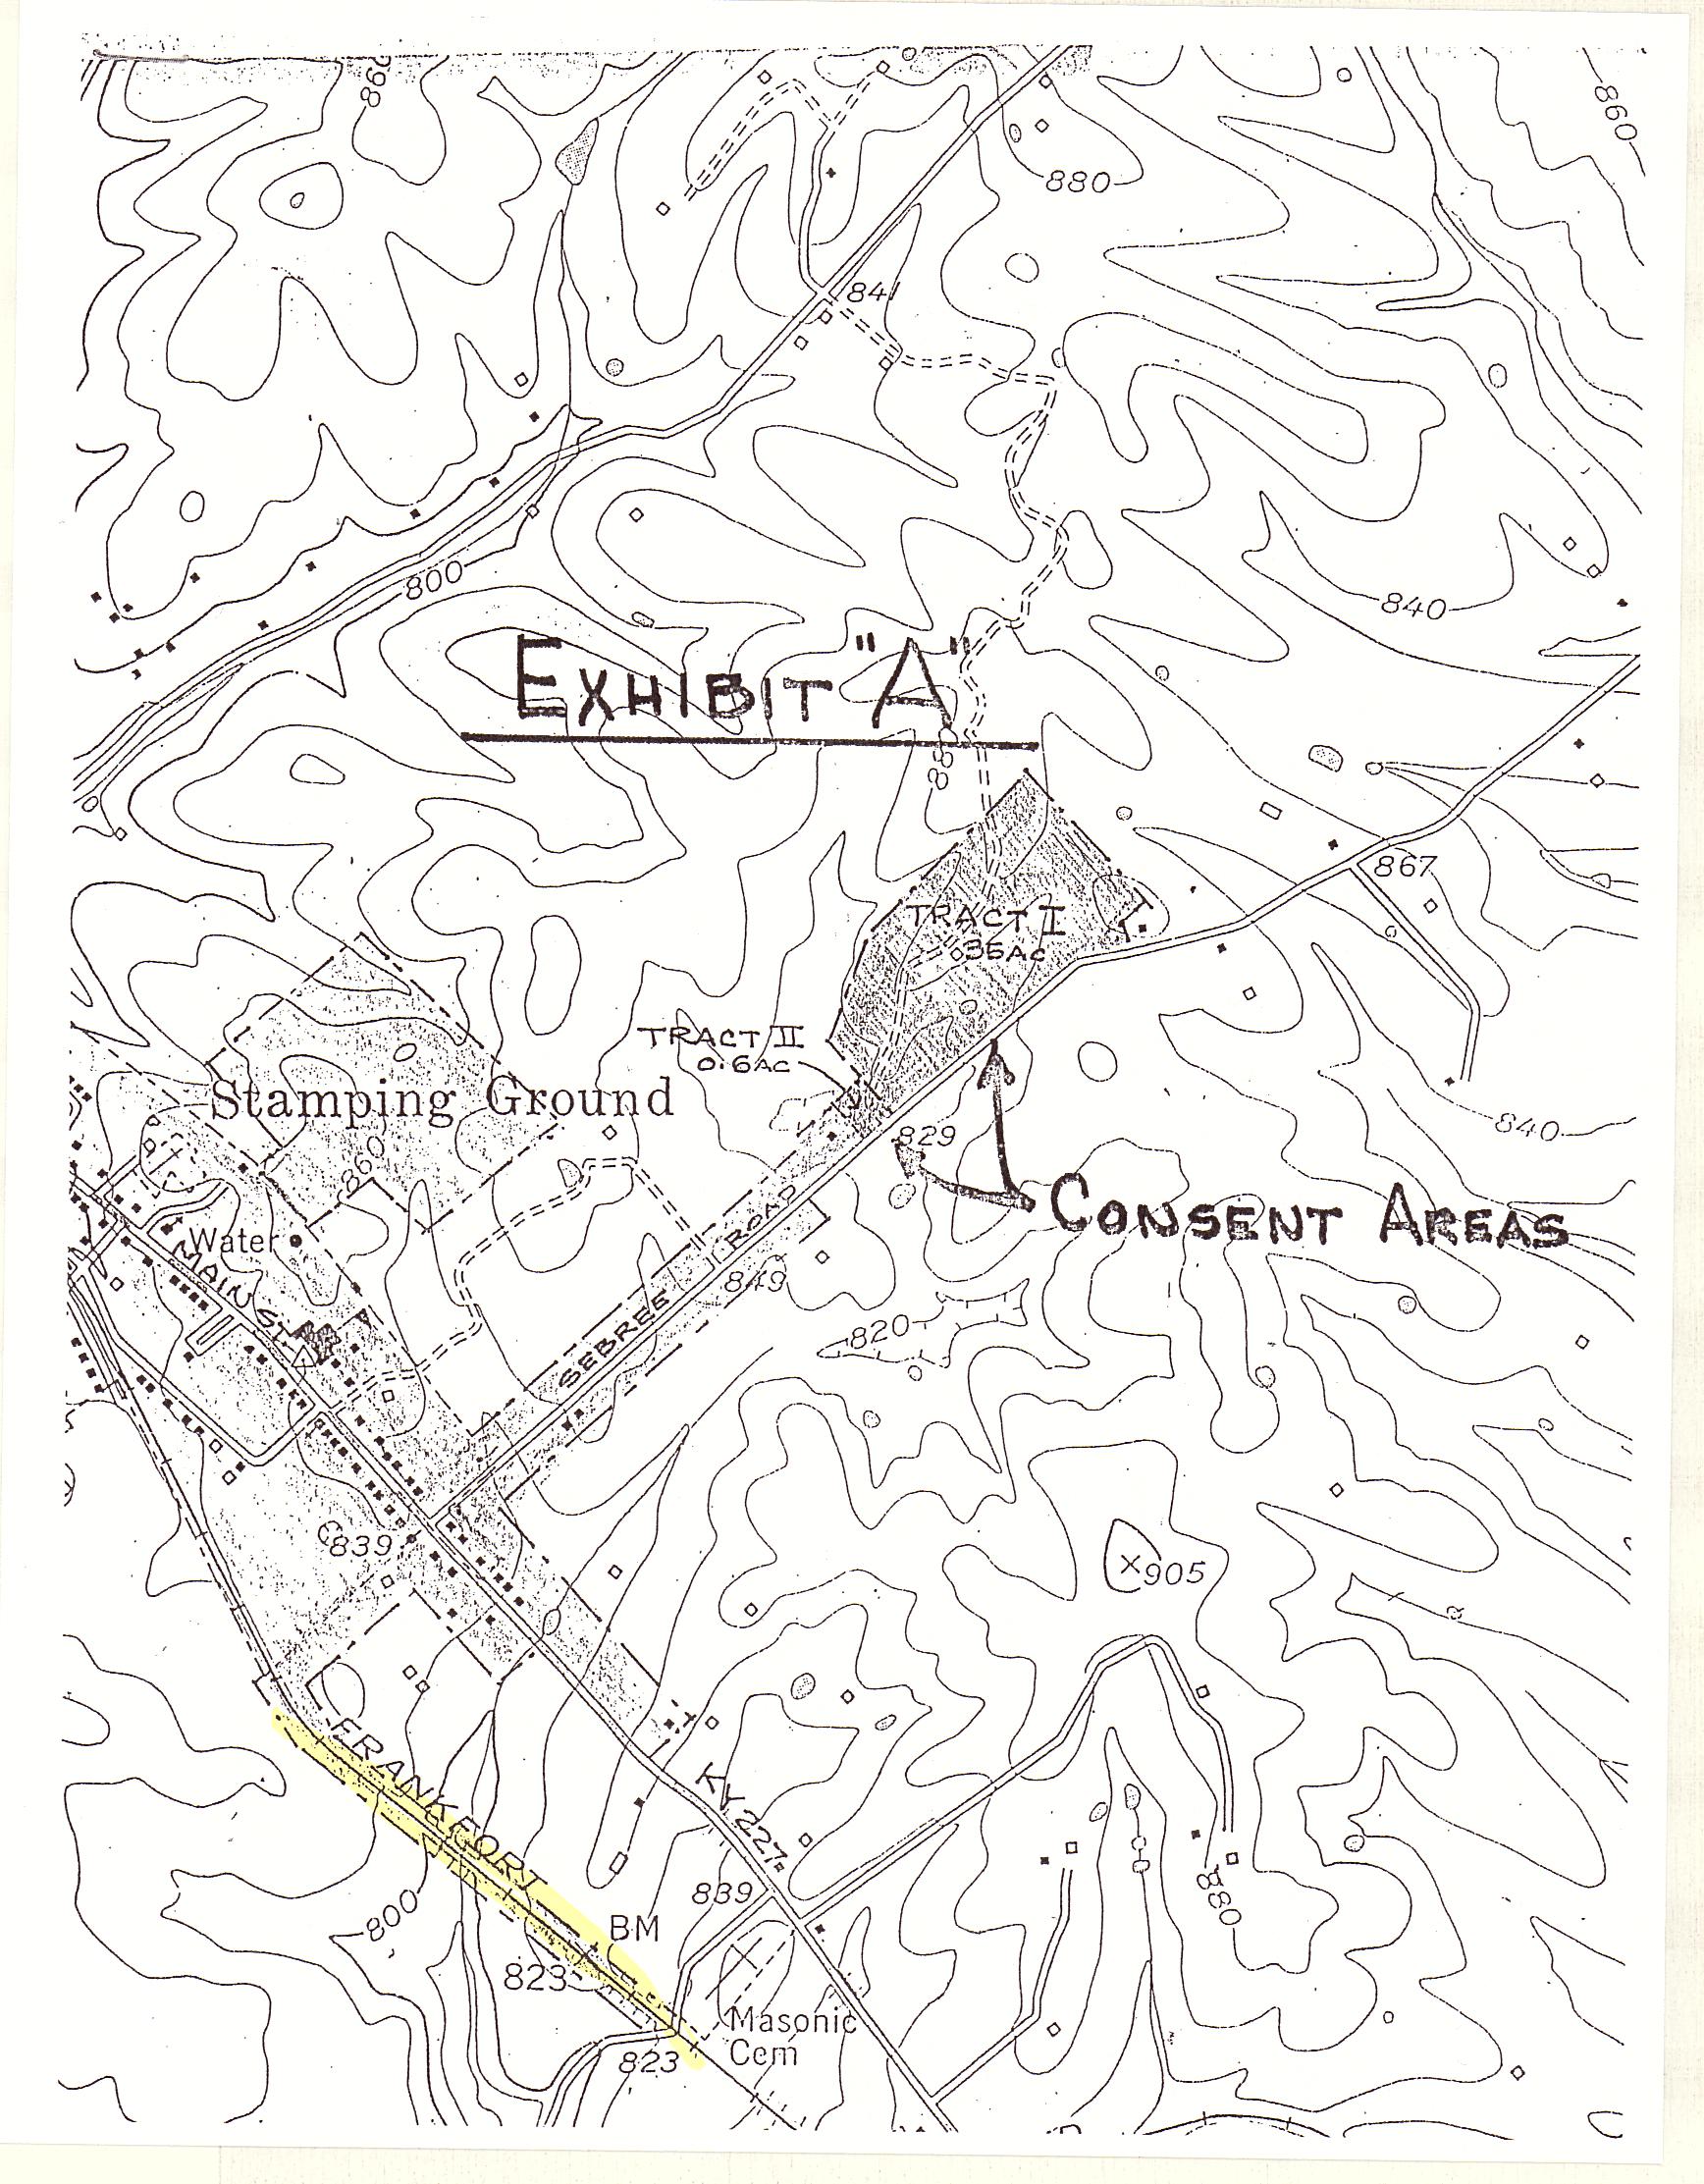 860
860
880
841
800
840
EXHIBIT "A"
880
867
TRACT I
35AC
TRACT II
0.6AC
Stamping Ground
829
840
860
CONSENT AREAS
Water
MAIN ST.
SEBREE ROAD
849
820
839
905
FRANKFORT
KY 227
839
880
800
BM
823
Masonic
Cem
823